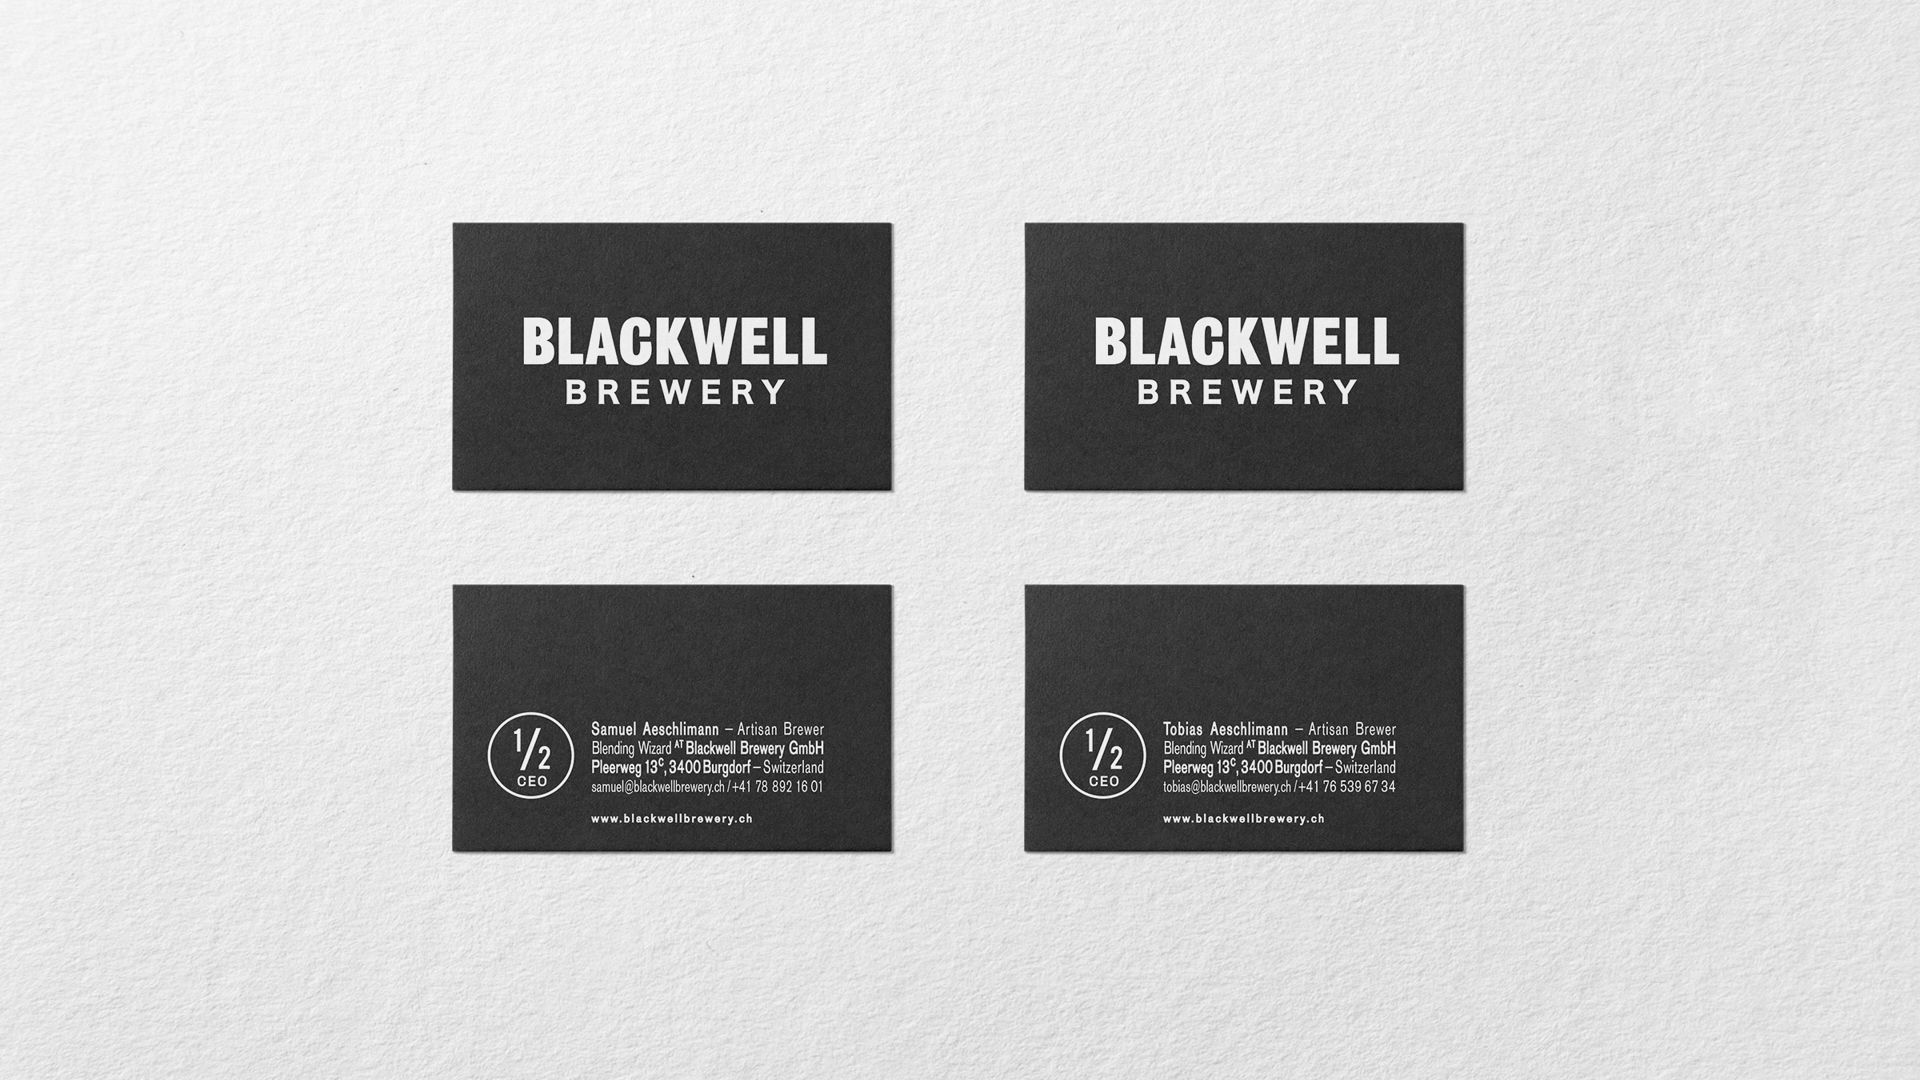 BLACKWELL
BREWERY
BLACKWELL
BREWERY
1/2
CEO
Samuel Aeschlimann – Artisan Brewer
Blending Wizard AT Blackwell Brewery GmbH
Pleerweg 13c, 3400 Burgdorf – Switzerland
samuel@blackwellbrewery.ch / +41 78 892 16 01
www.blackwellbrewery.ch
1/2
CEO
Tobias Aeschlimann – Artisan Brewer
Blending Wizard AT Blackwell Brewery GmbH
Pleerweg 13c, 3400 Burgdorf – Switzerland
tobias@blackwellbrewery.ch / +41 76 539 67 34
www.blackwellbrewery.ch